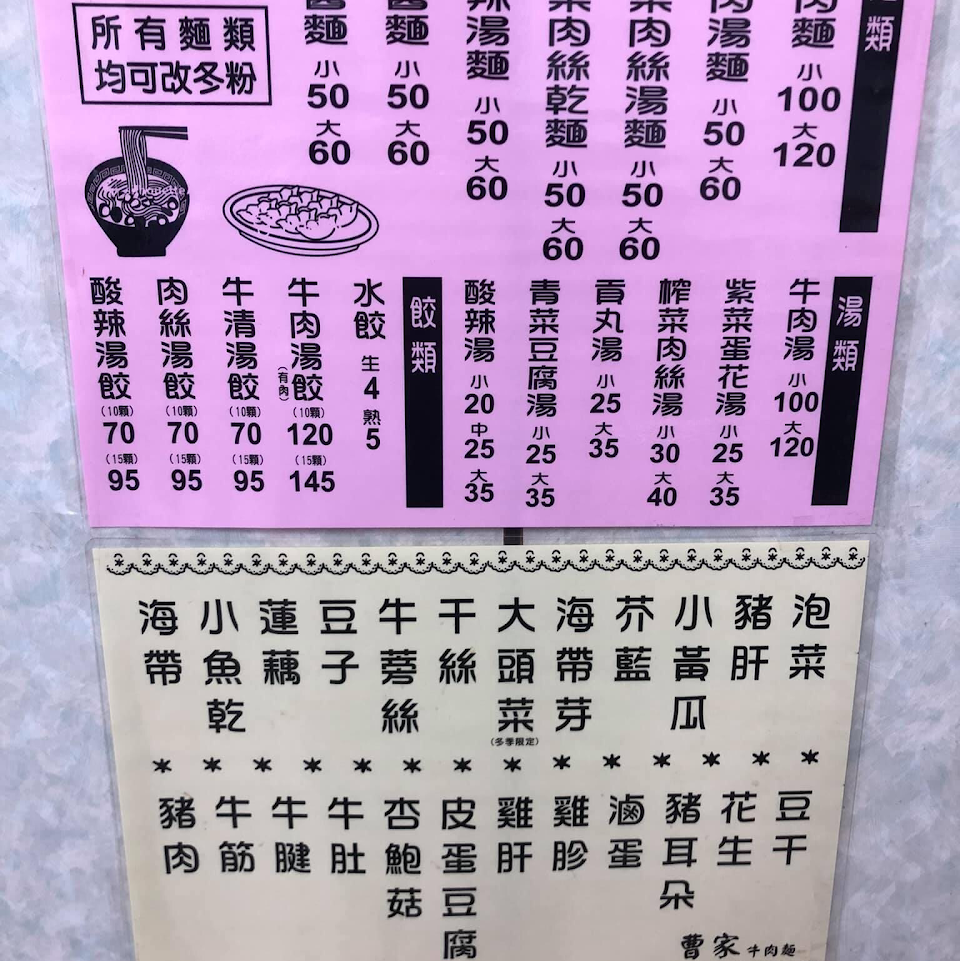 類
肉麵 小 100 大 120
肉湯麵 小 50 大 60
菜肉絲湯麵 小 50 大 60
菜肉絲乾麵 小 50 大 60
辣湯麵 小 50 大 60
醬麵 小 50 大 60
醬麵 小 50 大 60
所有麵類
均可改冬粉
湯類
牛肉湯 小 100 大 120
紫菜蛋花湯 小 25 大 35
榨菜肉絲湯 小 30 大 40
貢丸湯 小 25 大 35
青菜豆腐湯 小 25 大 35
酸辣湯 小 20 中 25 大 35
餃類
水餃 生 4 熟 5
牛肉湯餃 (有肉) (10顆) 120 (15顆) 145
牛清湯餃 (10顆) 70 (15顆) 95
肉絲湯餃 (10顆) 70 (15顆) 95
酸辣湯餃 (10顆) 70 (15顆) 95
泡菜
豬肝
小黃瓜
芥藍
海帶芽
大頭菜 (冬季限定)
干絲
牛蒡絲
豆子
蓮藕
小魚乾
海帶
豆干
花生
豬耳朵
滷蛋
雞胗
雞肝
皮蛋豆腐
杏鮑菇
牛肚
牛腱
牛筋
豬肉
曹家牛肉麵